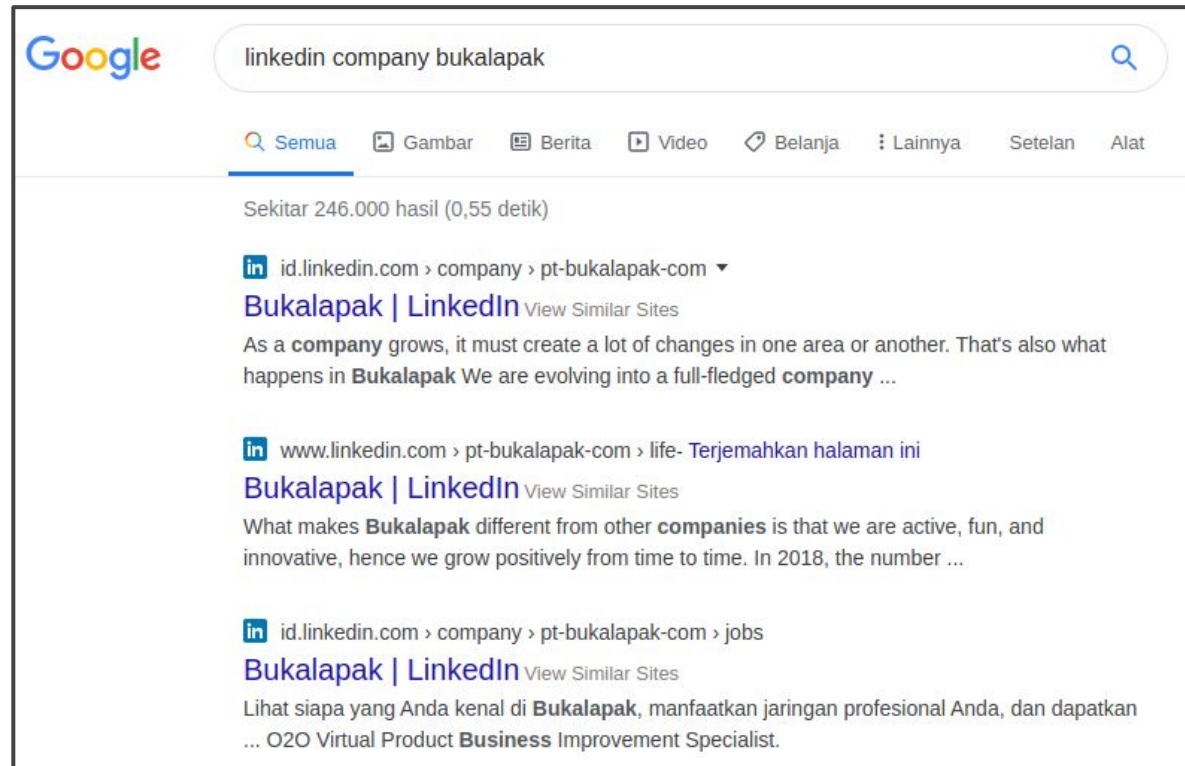 Google
linkedin company bukalapak
Semua Gambar Berita Video Belanja Lainnya Setelan Alat
Sekitar 246.000 hasil (0,55 detik)
in id.linkedin.com › company › pt-bukalapak-com
Bukalapak | LinkedIn View Similar Sites
As a company grows, it must create a lot of changes in one area or another. That's also what
happens in Bukalapak We are evolving into a full-fledged company ...
in www.linkedin.com › pt-bukalapak-com › life- Terjemahkan halaman ini
Bukalapak | LinkedIn View Similar Sites
What makes Bukalapak different from other companies is that we are active, fun, and
innovative, hence we grow positively from time to time. In 2018, the number ...
in id.linkedin.com › company › pt-bukalapak-com › jobs
Bukalapak | LinkedIn View Similar Sites
Lihat siapa yang Anda kenal di Bukalapak, manfaatkan jaringan profesional Anda, dan dapatkan
... O2O Virtual Product Business Improvement Specialist.